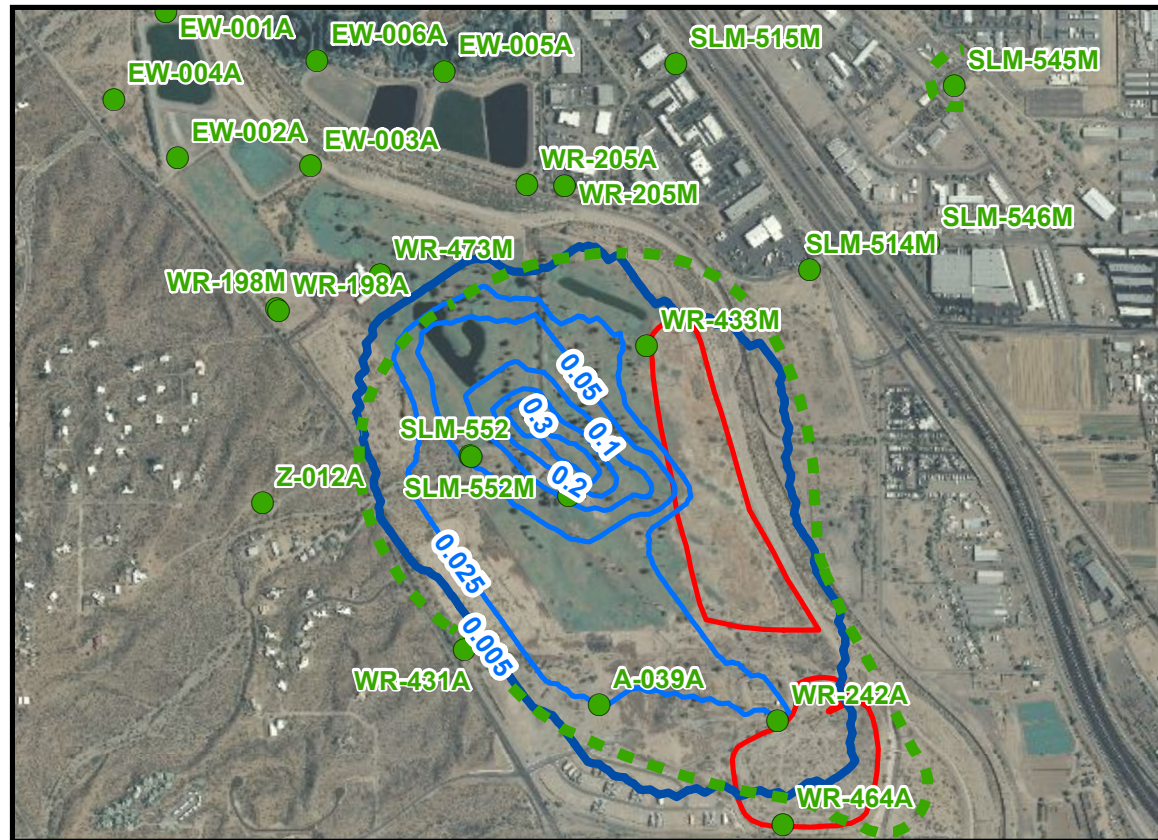 EW-001A
EW-006A
EW-005A
SLM-515M
SLM-545M
EW-004A
EW-002A
EW-003A
WR-205A
WR-205M
SLM-546M
SLM-514M
WR-473M
WR-198M
WR-198A
WR-433M
0.05
0.3
0.1
SLM-552
0.2
SLM-552M
Z-012A
0.025
0.005
WR-431A
A-039A
WR-242A
WR-464A